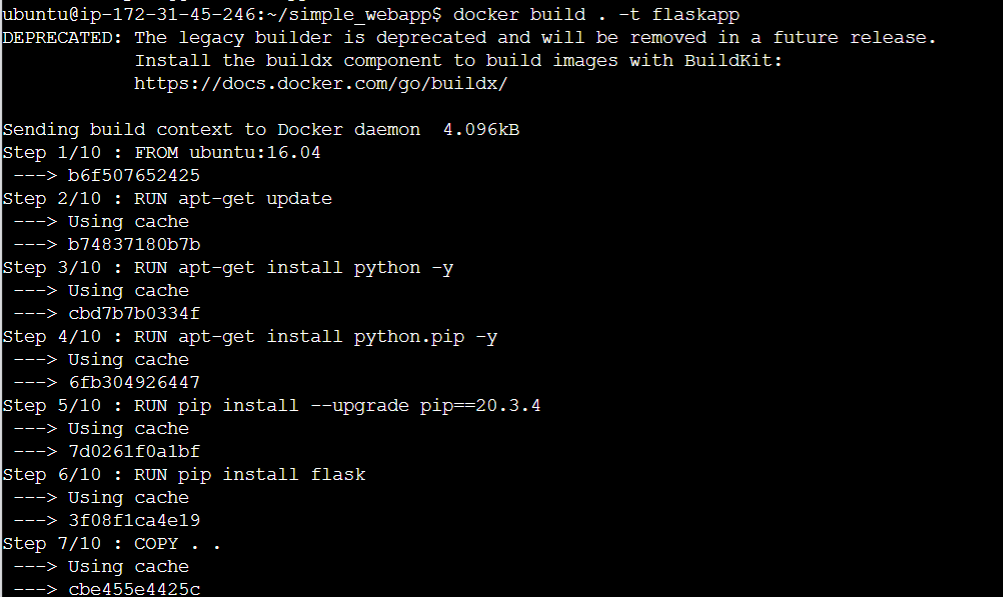 ubuntu@ip-172-31-45-246:~/simple_webapp$ docker build . -t flaskapp
DEPRECATED: The legacy builder is deprecated and will be removed in a future release.
            Install the buildx component to build images with BuildKit:
            https://docs.docker.com/go/buildx/

Sending build context to Docker daemon  4.096kB
Step 1/10 : FROM ubuntu:16.04
 ---> b6f507652425
Step 2/10 : RUN apt-get update
 ---> Using cache
 ---> b74837180b7b
Step 3/10 : RUN apt-get install python -y
 ---> Using cache
 ---> cbd7b7b0334f
Step 4/10 : RUN apt-get install python.pip -y
 ---> Using cache
 ---> 6fb304926447
Step 5/10 : RUN pip install --upgrade pip==20.3.4
 ---> Using cache
 ---> 7d0261f0a1bf
Step 6/10 : RUN pip install flask
 ---> Using cache
 ---> 3f08f1ca4e19
Step 7/10 : COPY . .
 ---> Using cache
 ---> cbe455e4425c